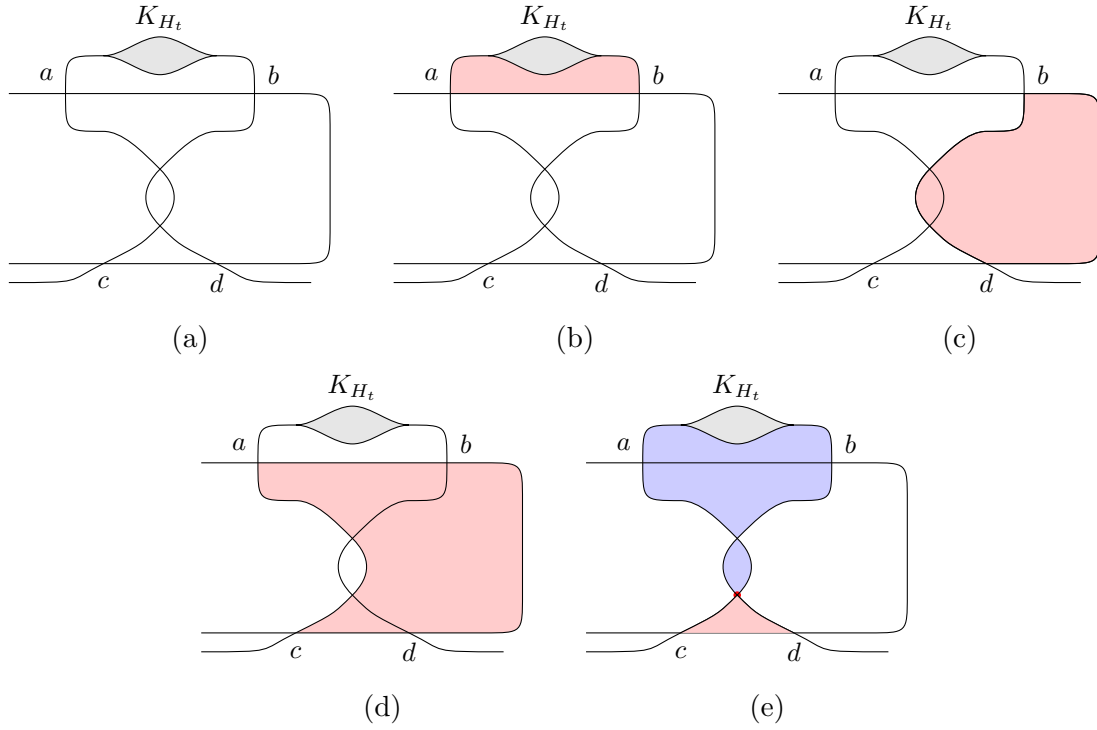 K_{H_t} K_{H_t} K_{H_t}
a b a b a b
c d c d c d
(a) (b) (c)
K_{H_t} K_{H_t}
a b a b
c d c d
(d) (e)